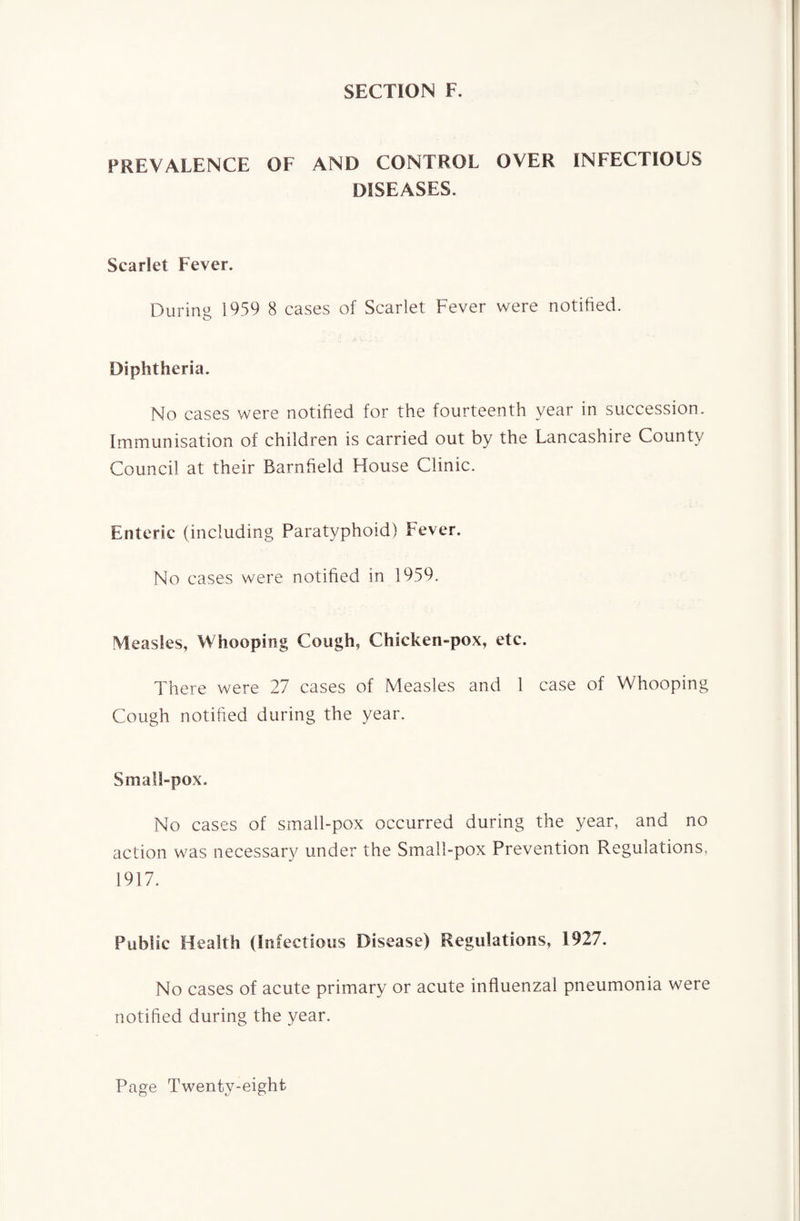 SECTION F.
PREVALENCE OF AND CONTROL OVER INFECTIOUS
DISEASES.
Scarlet Fever.
During 1959 8 cases of Scarlet Fever were notified.
Diphtheria.
No cases were notified for the fourteenth year in succession.
Immunisation of children is carried out by the Lancashire County
Council at their Barnfield House Clinic.
Enteric (including Paratyphoid) Fever.
No cases were notified in 1959.
Measles, Whooping Cough, Chicken-pox, etc.
There were 27 cases of Measles and 1 case of Whooping
Cough notified during the year.
Small-pox.
No cases of small-pox occurred during the year, and no
action was necessary under the Small-pox Prevention Regulations,
1917.
Public Health (Infectious Disease) Regulations, 1927.
No cases of acute primary or acute influenzal pneumonia were
notified during the year.
Page Twenty-eight